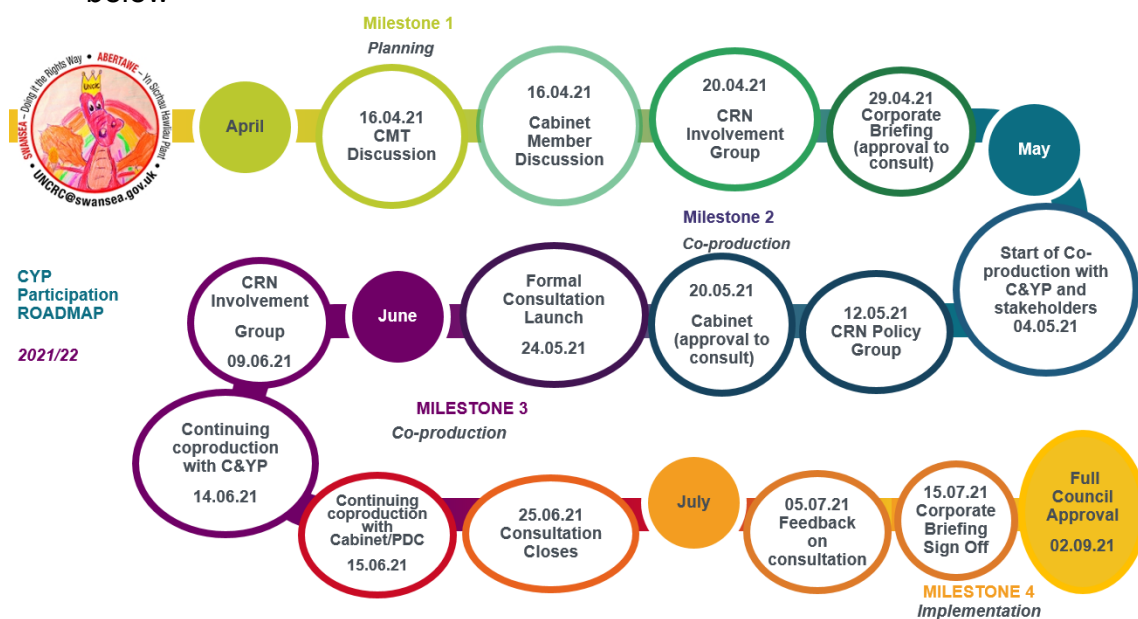 below
Milestone 1
Planning
SWANSEA – Doing it the Rights Way • ABERTAWE – Yn Sicrhau Hawliau Plant •
UNCRC
UNCRC@swansea.gov.uk
April
16.04.21
CMT
Discussion
16.04.21
Cabinet
Member
Discussion
20.04.21
CRN
Involvement
Group
29.04.21
Corporate
Briefing
(approval to
consult)
May
Start of Co-
production with
C&YP and
stakeholders
04.05.21
12.05.21
CRN Policy
Group
Milestone 2
Co-production
20.05.21
Cabinet
(approval to
consult)
Formal
Consultation
Launch
24.05.21
June
CRN
Involvement
Group
09.06.21
CYP
Participation
ROADMAP
2021/22
MILESTONE 3
Co-production
Continuing
coproduction
with C&YP
14.06.21
Continuing
coproduction
with
Cabinet/PDC
15.06.21
25.06.21
Consultation
Closes
July
05.07.21
Feedback
on
consultation
15.07.21
Corporate
Briefing
Sign Off
Full
Council
Approval
02.09.21
MILESTONE 4
Implementation